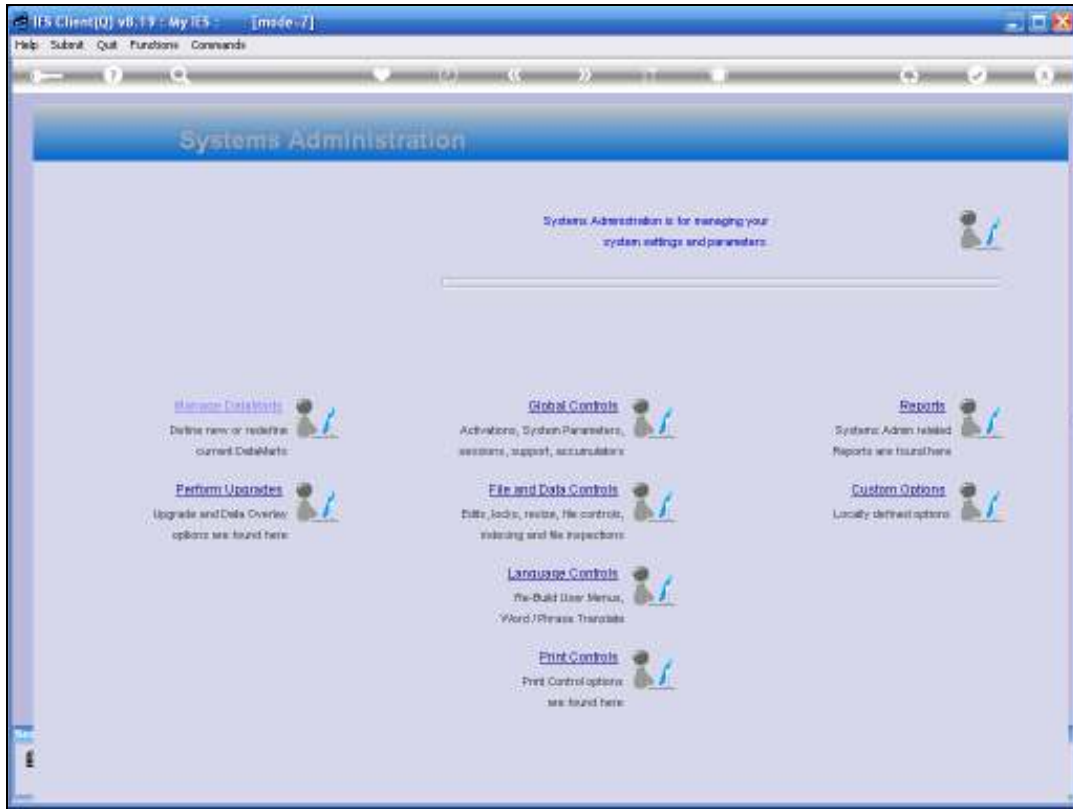 IES Client(Q) v8.19 : My IES : [mode-/]
Help Submit Quit Functions Commands
Systems Administration
Systems Administration is for managing your
system settings and parameters.
Manage DataMarts
Define new or redefine
current DataMarts
Global Controls
Activations, System Parameters,
sessions, support, accumulators
Reports
Systems Admin related
Reports are found here
Perform Upgrades
Upgrade and Data Overlay
options are found here
File and Data Controls
Edits, locks, resize, file controls,
indexing and file inspections
Custom Options
Locally defined options
Language Controls
Re-Build User Menus,
Word / Phrase Translate
Print Controls
Print Control options
are found here